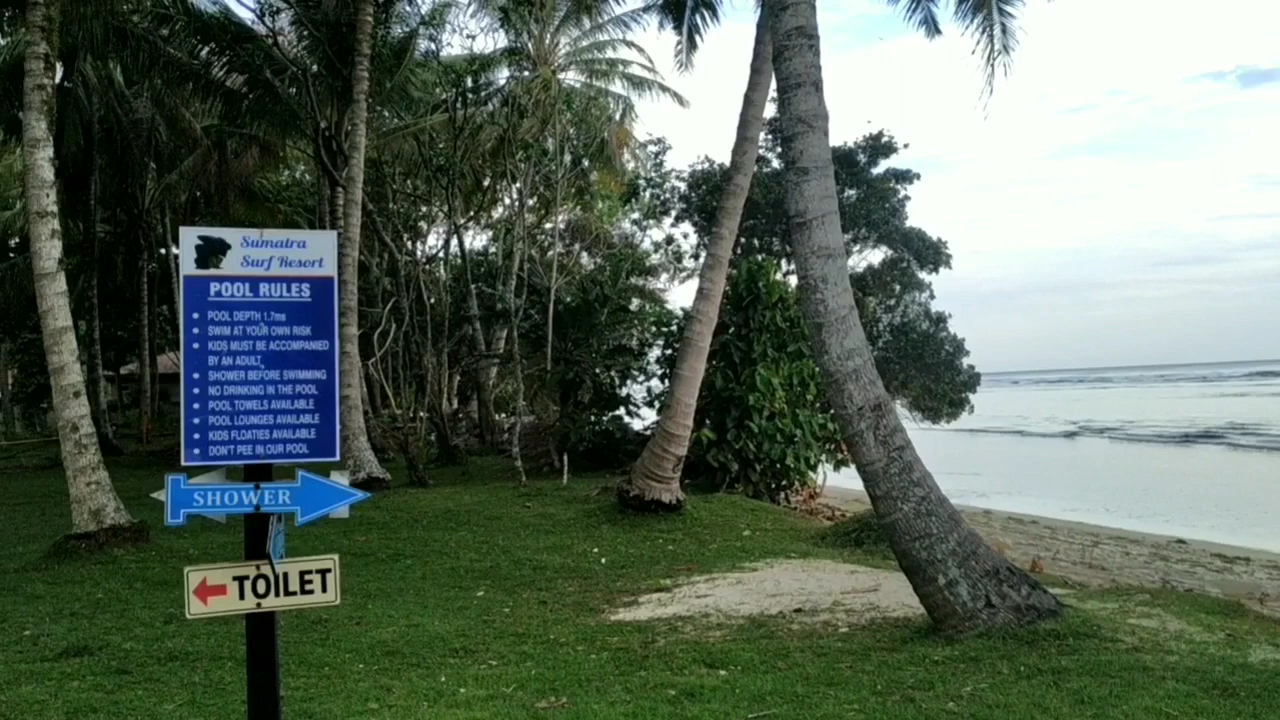 Sumatra
Surf Resort
POOL RULES
POOL DEPTH 1.7ms
SWIM AT YOUR OWN RISK
KIDS MUST BE ACCOMPANIED
BY AN ADULT
SHOWER BEFORE SWIMMING
NO DRINKING IN THE POOL
POOL TOWELS AVAILABLE
POOL LOUNGES AVAILABLE
KIDS FLOATIES AVAILABLE
DON'T PEE IN OUR POOL
SHOWER
TOILET